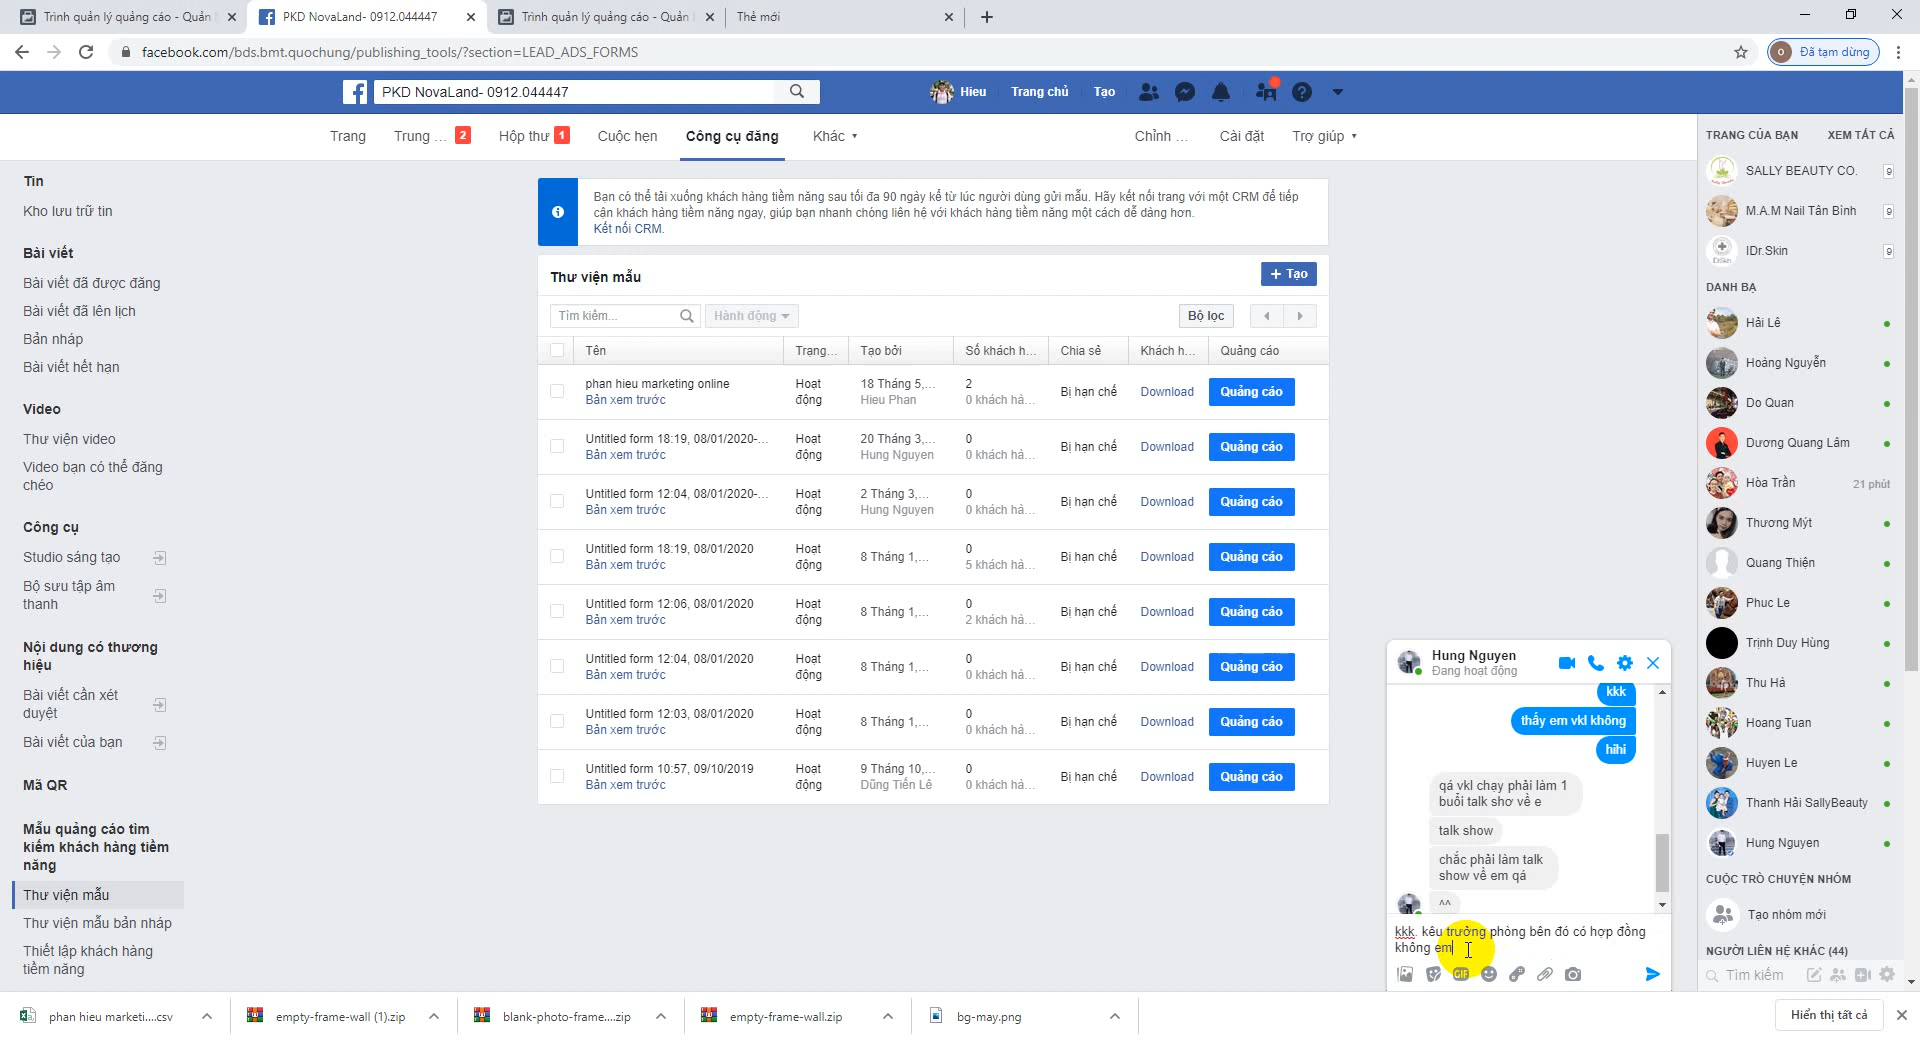 Trình quản lý quảng cáo - Quản
PKD NovaLand- 0912.044447
Trình quản lý quảng cáo - Quản
Thẻ mới
facebook.com/bds.bmt.quochung/publishing_tools/?section=LEAD_ADS_FORMS
Đã tạm dừng
PKD NovaLand- 0912.044447
Hieu
Trang chủ
Tạo
Trang
Trung ... 2
Hộp thư 1
Cuộc hẹn
Công cụ đăng
Khác
Chỉnh ...
Cài đặt
Trợ giúp
Tin
Kho lưu trữ tin
Bài viết
Bài viết đã được đăng
Bài viết đã lên lịch
Bản nháp
Bài viết hết hạn
Video
Thư viện video
Video bạn có thể đăng
chéo
Công cụ
Studio sáng tạo
Bộ sưu tập âm
thanh
Nội dung có thương
hiệu
Bài viết cần xét
duyệt
Bài viết của bạn
Mã QR
Mẫu quảng cáo tìm
kiếm khách hàng tiềm
năng
Thư viện mẫu
Thư viện mẫu bản nháp
Thiết lập khách hàng
tiềm năng
Bạn có thể tải xuống khách hàng tiềm năng sau tối đa 90 ngày kể từ lúc người dùng gửi mẫu. Hãy kết nối trang với một CRM để tiếp
cận khách hàng tiềm năng ngay, giúp bạn nhanh chóng liên hệ với khách hàng tiềm năng một cách dễ dàng hơn.
Kết nối CRM.
Thư viện mẫu
+ Tạo
Tìm kiếm...
Hành động
Bộ lọc
Tên Trạng... Tạo bởi Số khách h... Chia sẻ Khách h... Quảng cáo
phan hieu marketing online Hoạt 18 Tháng 5,... 2 Bị hạn chế Download Quảng cáo
Bản xem trước động Hieu Phan 0 khách hà...
Untitled form 18:19, 08/01/2020-... Hoạt 20 Tháng 3,... 0 Bị hạn chế Download Quảng cáo
Bản xem trước động Hung Nguyen 0 khách hà...
Untitled form 12:04, 08/01/2020-... Hoạt 2 Tháng 3,... 0 Bị hạn chế Download Quảng cáo
Bản xem trước động Hung Nguyen 0 khách hà...
Untitled form 18:19, 08/01/2020 Hoạt 8 Tháng 1,... 0 Bị hạn chế Download Quảng cáo
Bản xem trước động 5 khách hà...
Untitled form 12:06, 08/01/2020 Hoạt 8 Tháng 1,... 0 Bị hạn chế Download Quảng cáo
Bản xem trước động 2 khách hà...
Untitled form 12:04, 08/01/2020 Hoạt 8 Tháng 1,... 0 Bị hạn chế Download Quảng cáo
Bản xem trước động 0 khách hà...
Untitled form 12:03, 08/01/2020 Hoạt 8 Tháng 1,... 0 Bị hạn chế Download Quảng cáo
Bản xem trước động 0 khách hà...
Untitled form 10:57, 09/10/2019 Hoạt 9 Tháng 10,... 0 Bị hạn chế Download Quảng cáo
Bản xem trước động Dũng Tiến Lê 0 khách hà...
Hung Nguyen
Đang hoạt động
kkk
thấy em vkl không
hihi
qá vkl chạy phải làm 1
buổi talk shơ về e
talk show
chắc phải làm talk
show về em qá
^^
kkk. kêu trưởng phòng bên đó có hợp đồng
không em
GIF
TRANG CỦA BẠN XEM TẤT CẢ
SALLY BEAUTY CO. 9
M.A.M Nail Tân Bình 9
IDr.Skin 9
DANH BẠ
Hải Lê
Hoàng Nguyễn
Do Quan
Dương Quang Lâm
Hòa Trần 21 phút
Thương Mýt
Quang Thiện
Phuc Le
Trịnh Duy Hùng
Thu Hà
Hoang Tuan
Huyen Le
Thanh Hải SallyBeauty
Hung Nguyen
CUỘC TRÒ CHUYỆN NHÓM
Tạo nhóm mới
NGƯỜI LIÊN HỆ KHÁC (44)
Tìm kiếm
phan hieu marketi....csv
empty-frame-wall (1).zip
blank-photo-frame....zip
empty-frame-wall.zip
bg-may.png
Hiển thị tất cả